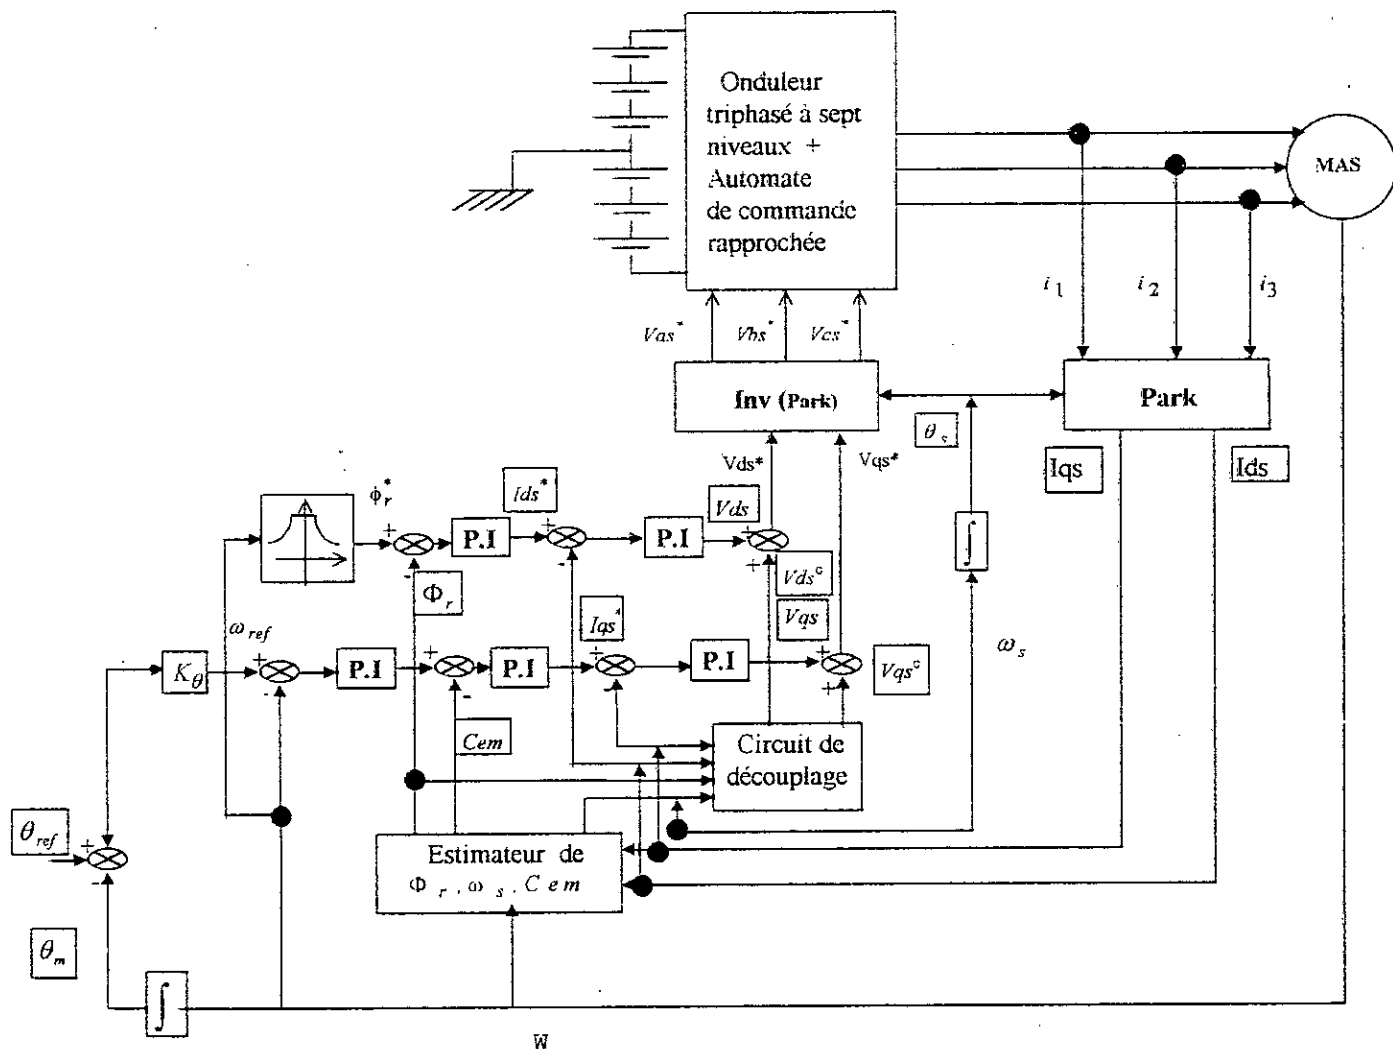 Onduleur
triphasé à sept
niveaux +
Automate
de commande
rapprochée
MAS
i1
i2
i3
Vas*
Vbs*
Vcs*
Inv (Park)
Park
θs
Iqs
Ids
Vds*
Vqs*
ϕr*
Ids*
Vds
+
-
P.I
+
-
P.I
+
+
∫
Φr
Vds^c
Vqs
Iqs*
ωref
ωs
Kθ
+
-
P.I
+
-
P.I
+
-
P.I
+
+
Vqs^c
Cem
Circuit de
découplage
θref
+
-
Estimateur de
Φr, ωs, Cem
θm
∫
W